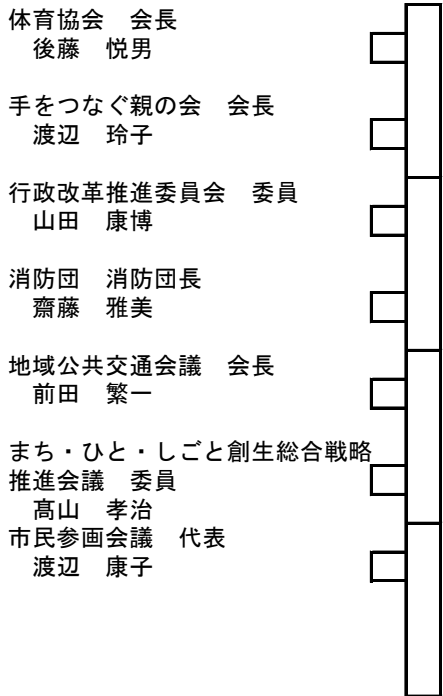 体育協会　会長
後藤　悦男
手をつなぐ親の会　会長
渡辺　玲子
行政改革推進委員会　委員
山田　康博
消防団　消防団長
齋藤　雅美
地域公共交通会議　会長
前田　繁一
まち・ひと・しごと創生総合戦略
推進会議　委員
髙山　孝治
市民参画会議　代表
渡辺　康子